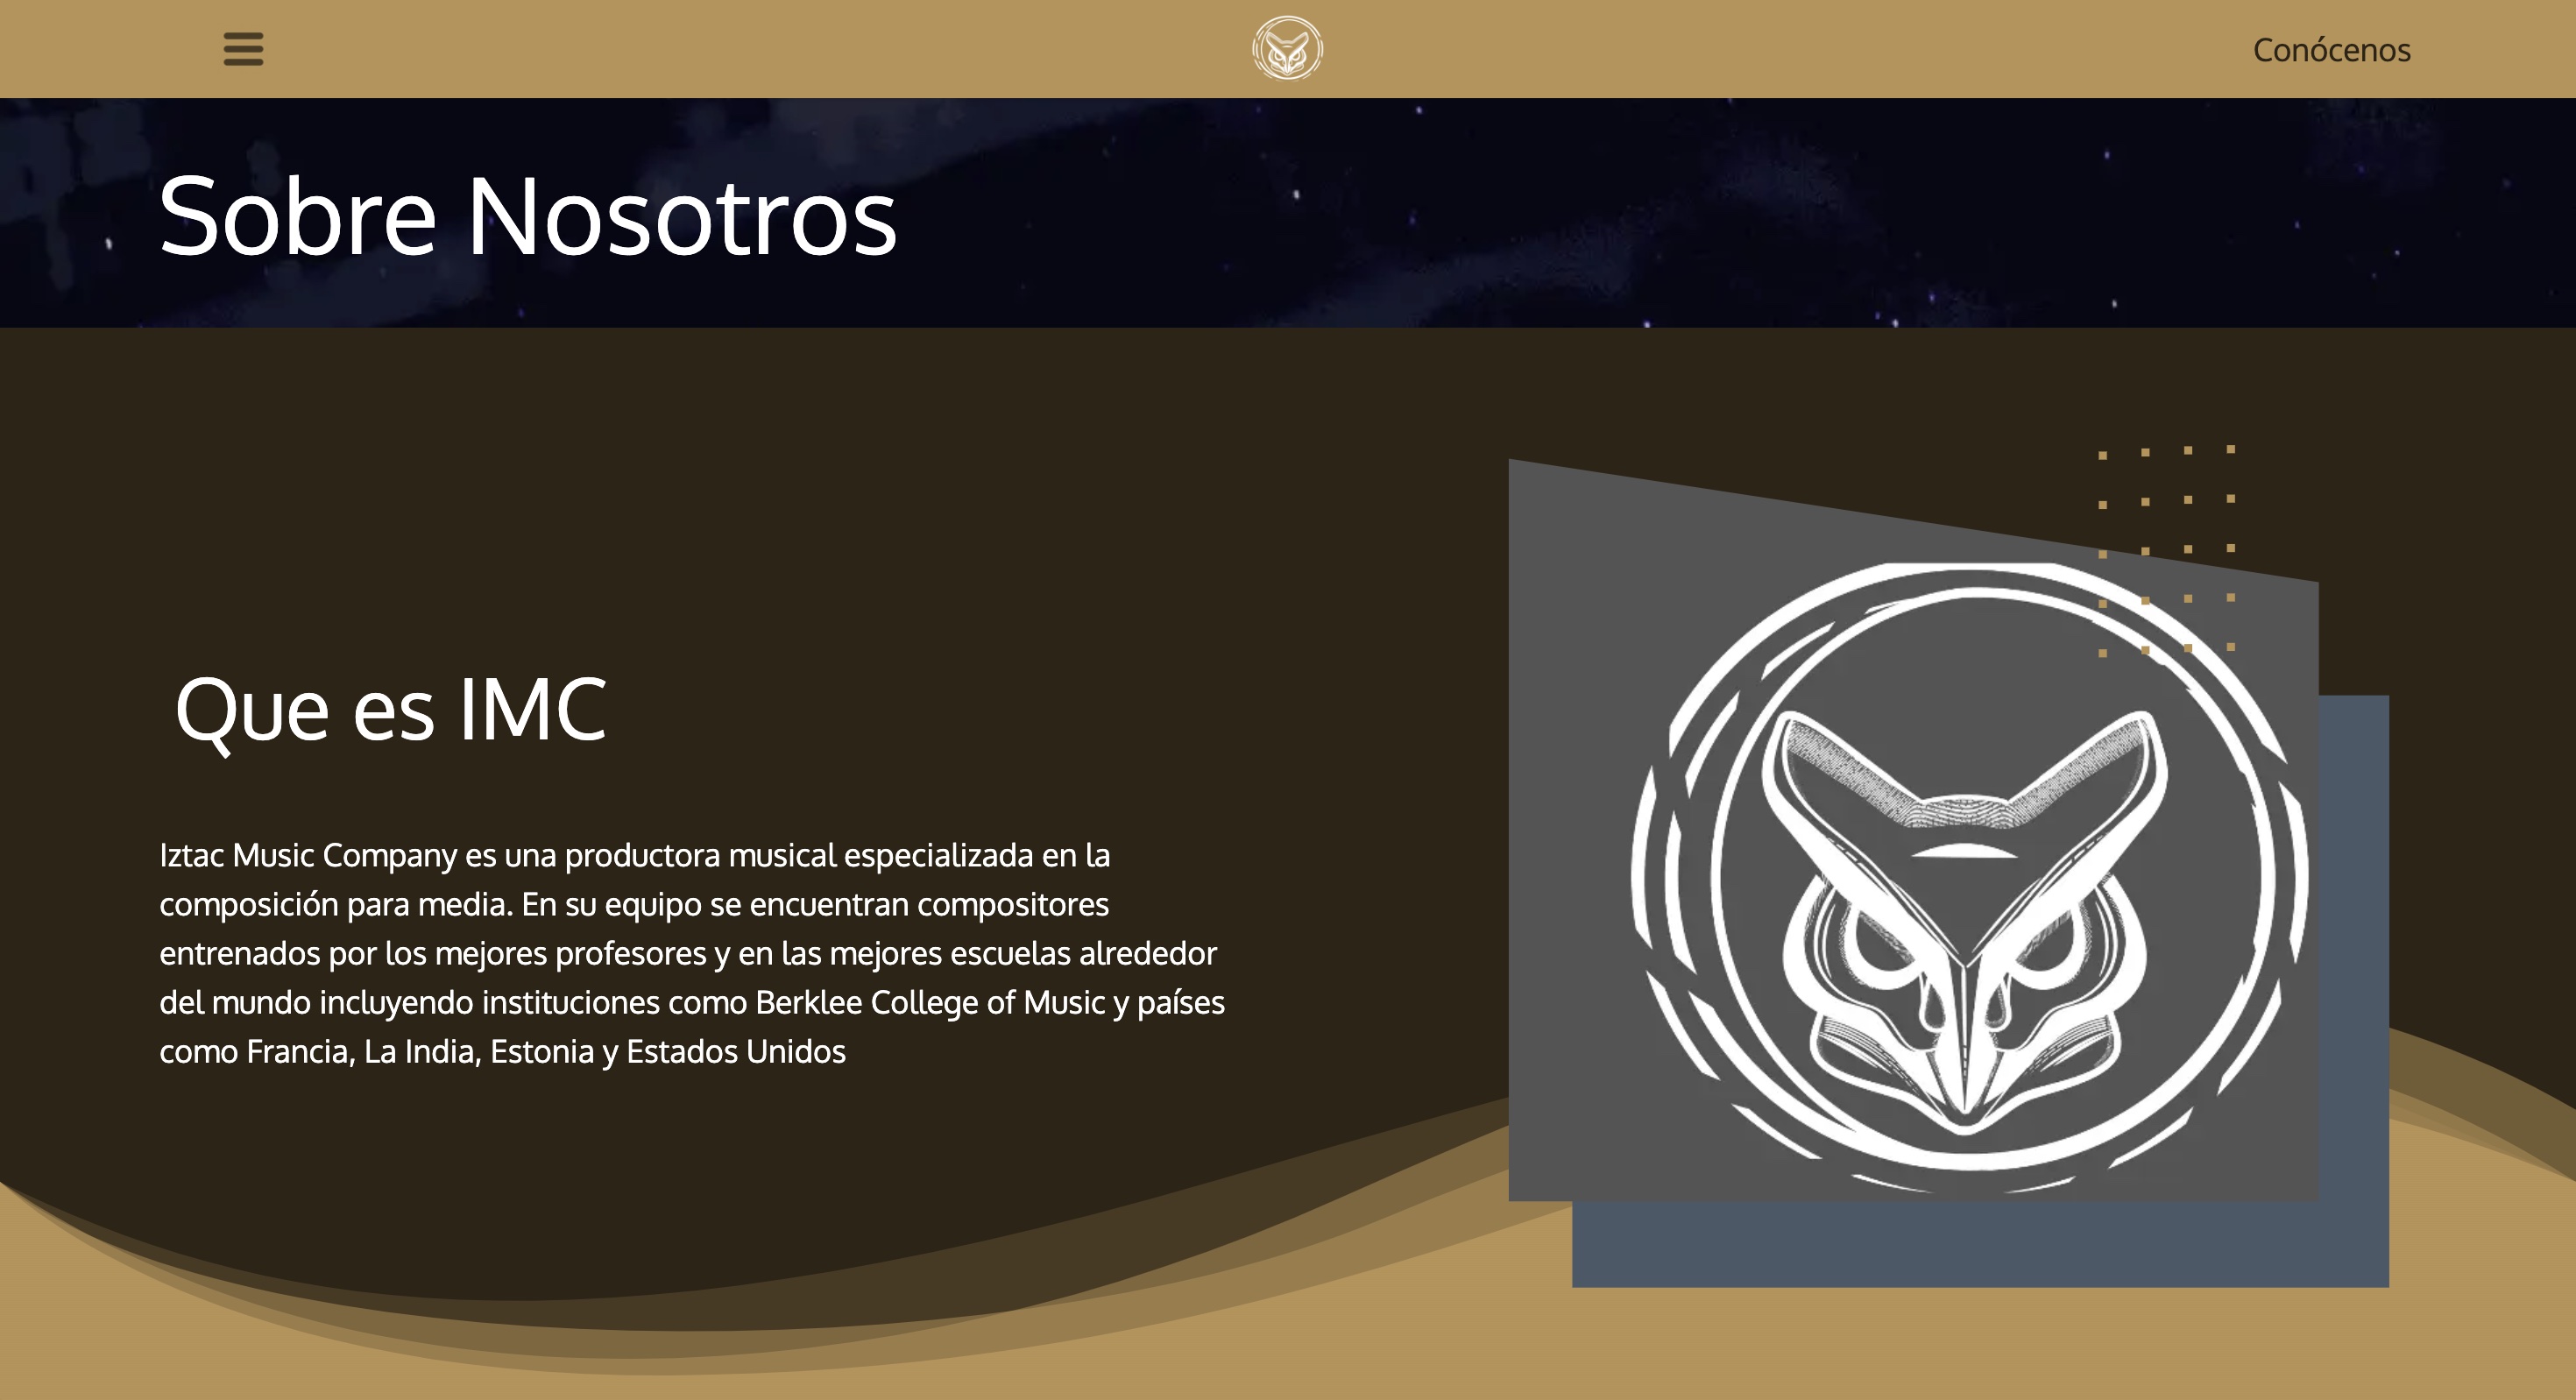 Conócenos
Sobre Nosotros
Que es IMC
Iztac Music Company es una productora musical especializada en la
composición para media. En su equipo se encuentran compositores
entrenados por los mejores profesores y en las mejores escuelas alrededor
del mundo incluyendo instituciones como Berklee College of Music y países
como Francia, La India, Estonia y Estados Unidos